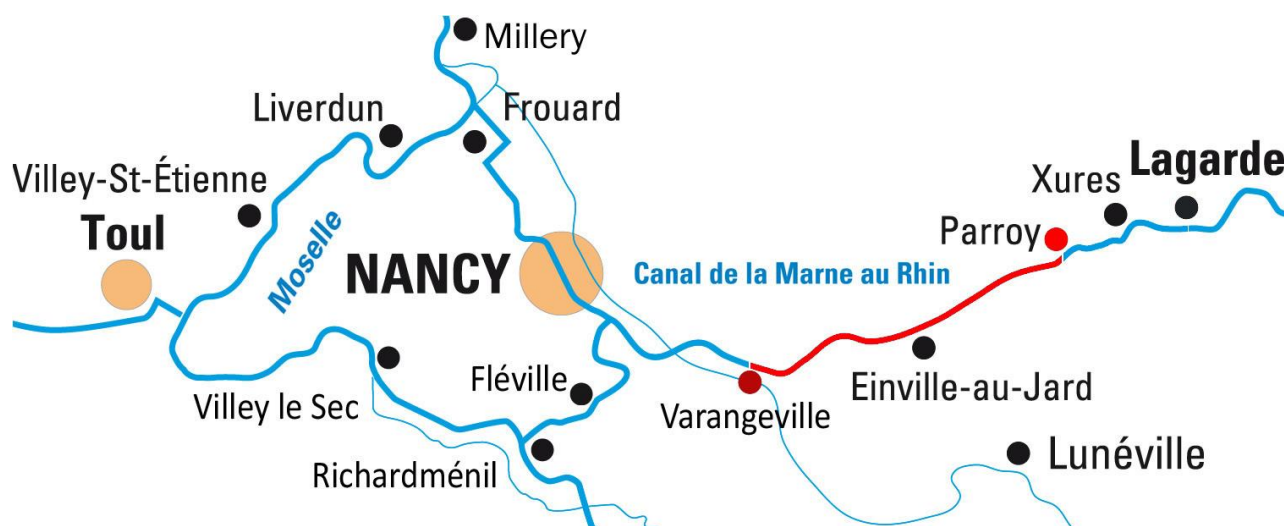 Millery
Liverdun
Frouard
Villey-St-Étienne
Lagarde
Xures
Toul
Parroy
Moselle
NANCY
Canal de la Marne au Rhin
Fléville
Einville-au-Jard
Villey le Sec
Varangeville
Lunéville
Richardménil